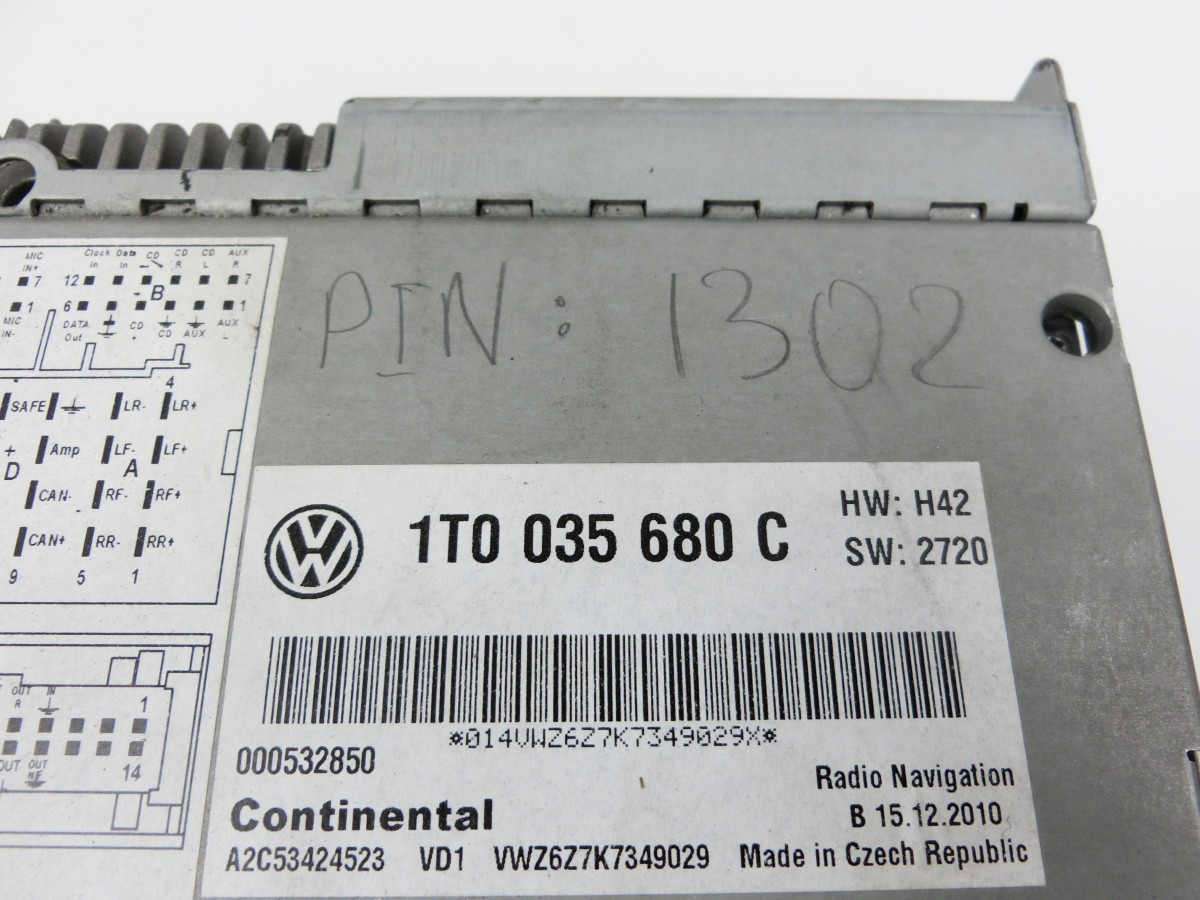 PIN: 1302
MIC
IN+
7
1
MIC
IN-
Clock Data CD CD CD AUX
In In R L R
12 7
B
6 1
DATA CD CD AUX AUX
Out + L
4
SAFE LR- LR+
+ Amp LF- LF+
D A
CAN- RF- RF+
CAN+ RR- RR+
9 5 1
OUT IN
R
1
OUT OUT
14
VW
1T0 035 680 C
HW: H42
SW: 2720
*014VWZ6Z7K7349029X*
000532850
Radio Navigation
Continental
B 15.12.2010
A2C53424523 VD1 VWZ6Z7K7349029 Made in Czech Republic